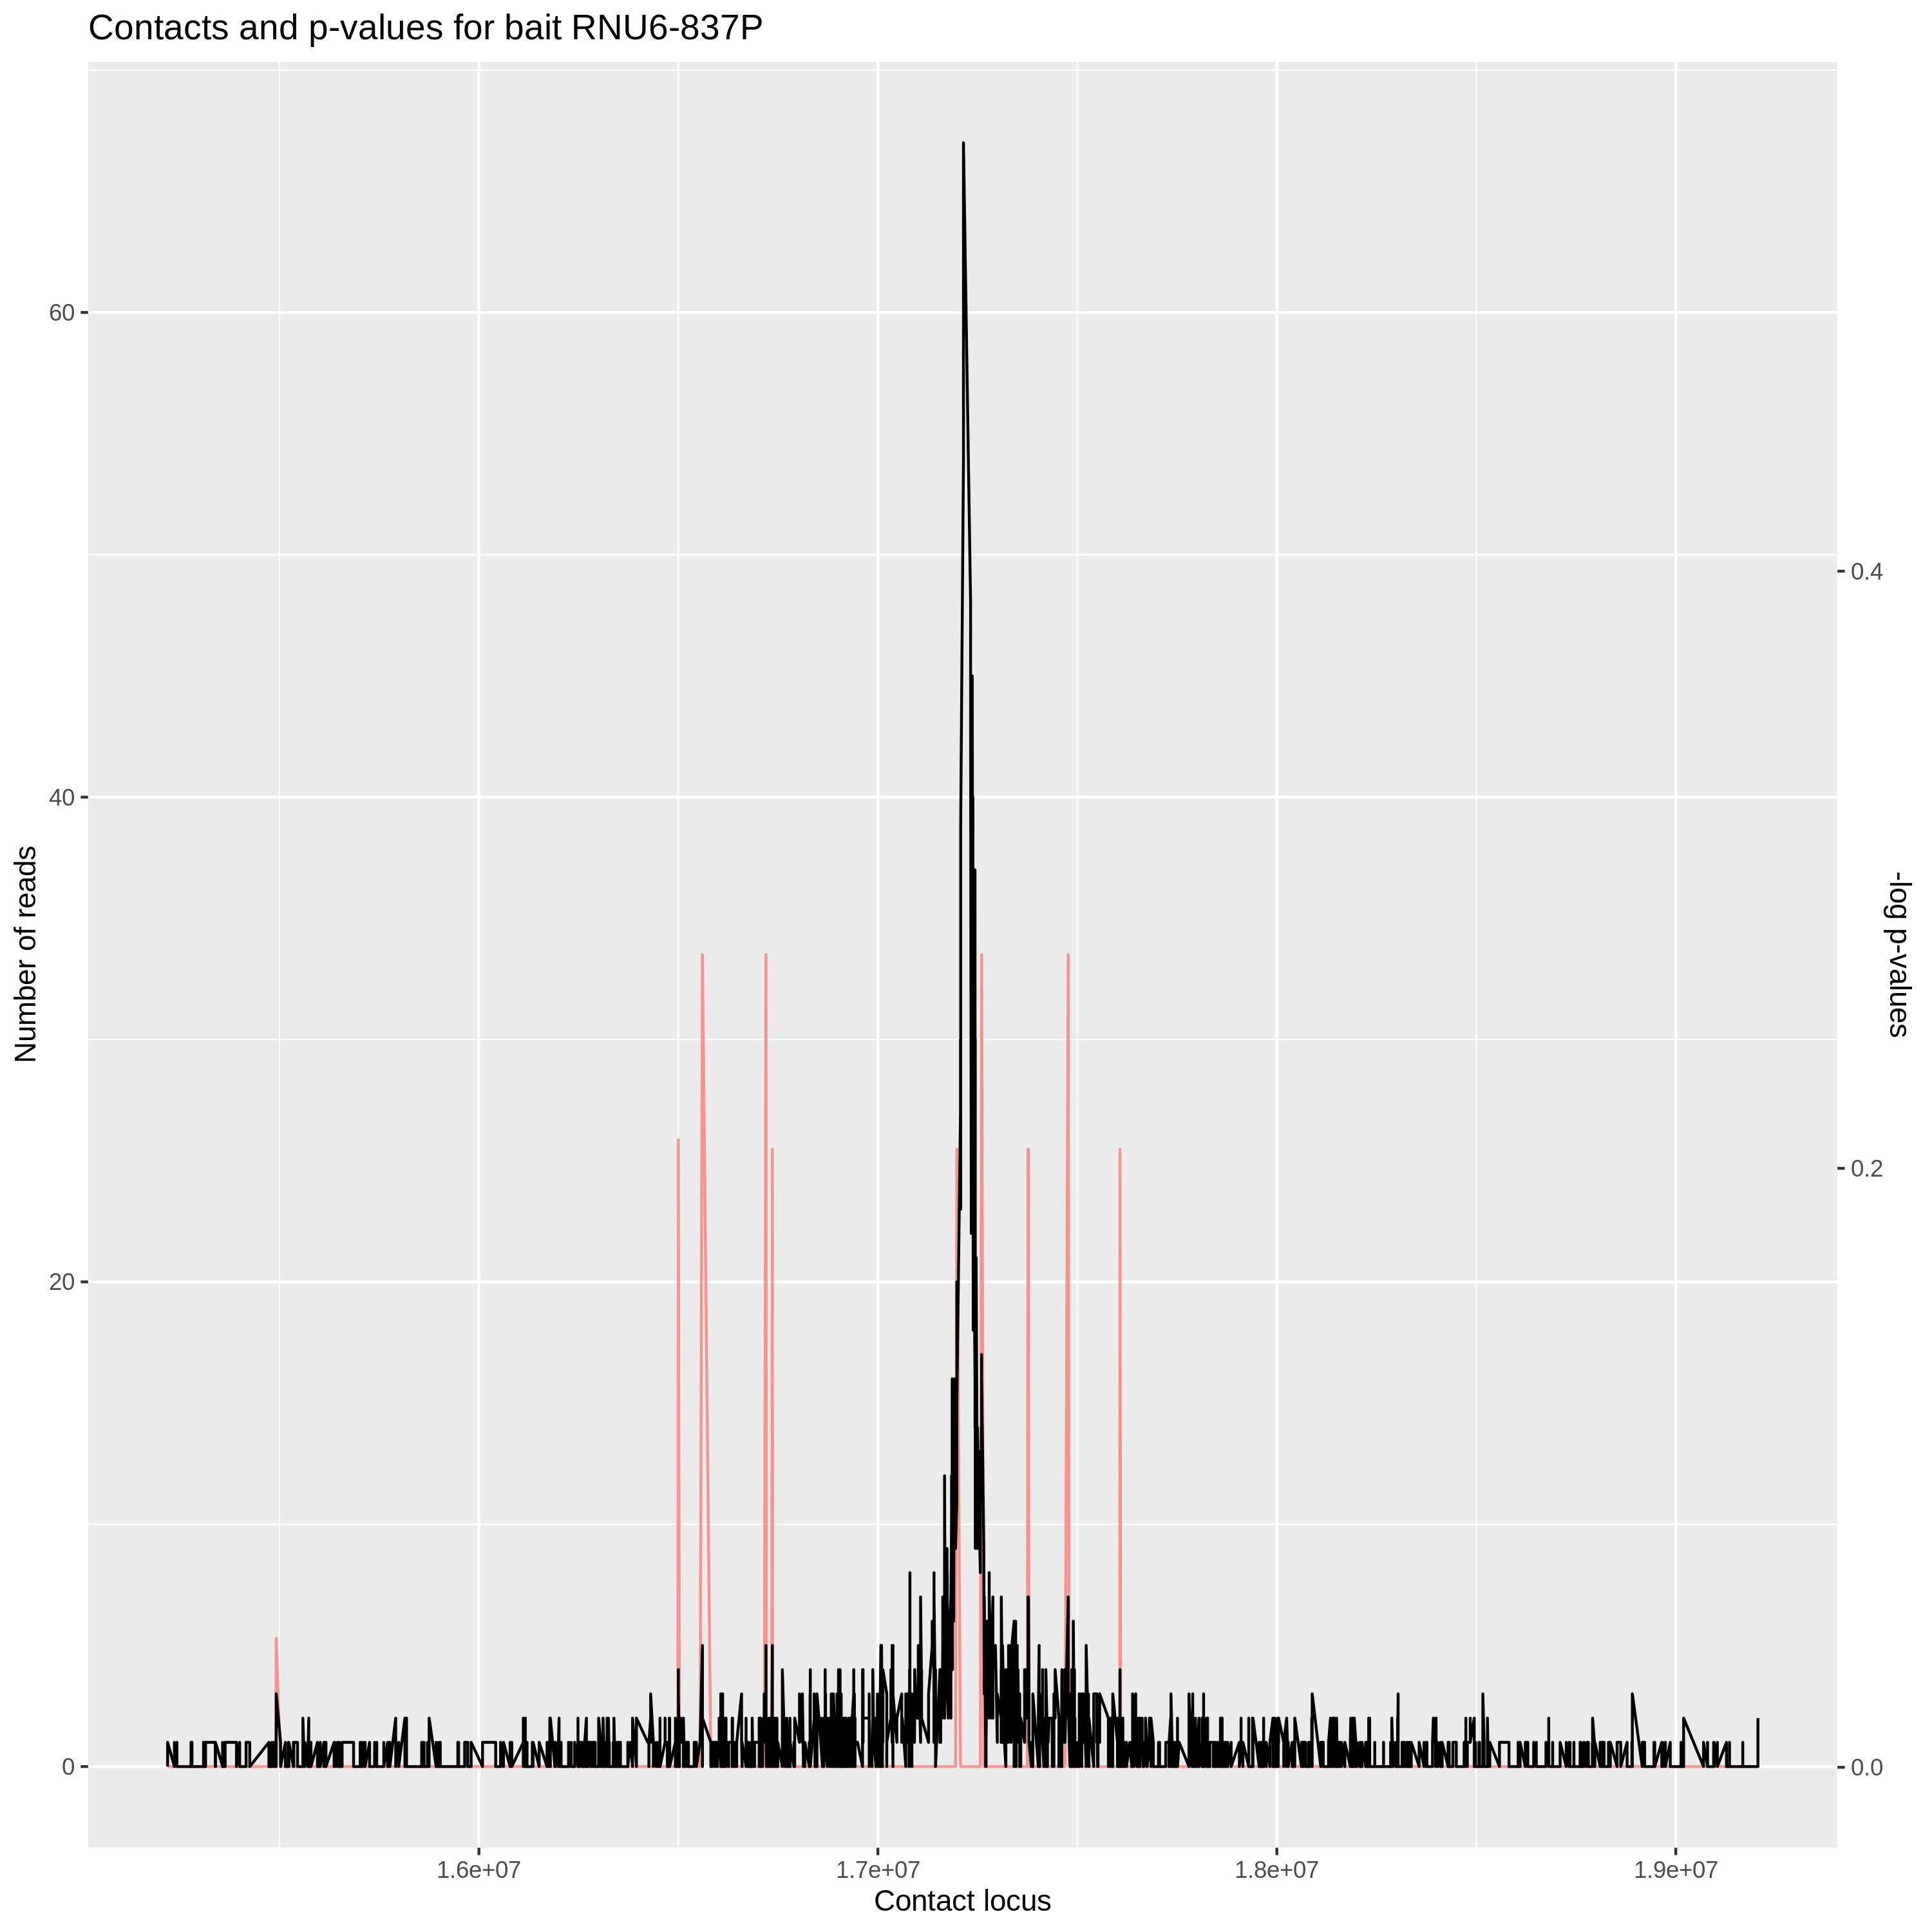 Contacts and p-values for bait RNU6-837P
60
40
20
0
Number of reads
0.4
0.2
0.0
-log p-values
1.6e+07
1.7e+07
1.8e+07
1.9e+07
Contact locus